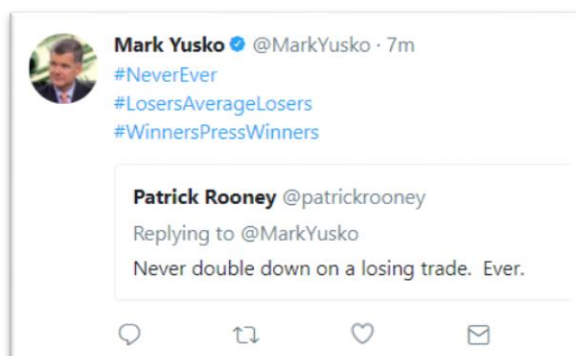 Mark Yusko @MarkYusko · 7m
#NeverEver
#LosersAverageLosers
#WinnersPressWinners
Patrick Rooney @patrickrooney
Replying to @MarkYusko
Never double down on a losing trade. Ever.